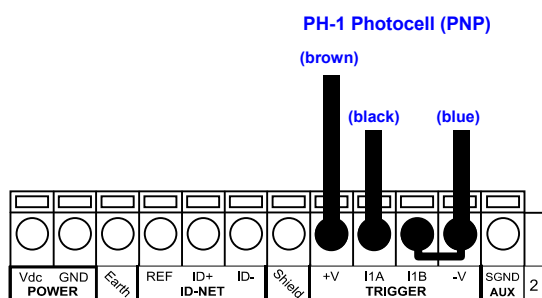 PH-1 Photocell (PNP)
(brown)
(black) (blue)
Vdc GND Earth REF ID+ ID- Shield +V I1A I1B -V SGND 2
POWER ID-NET TRIGGER AUX